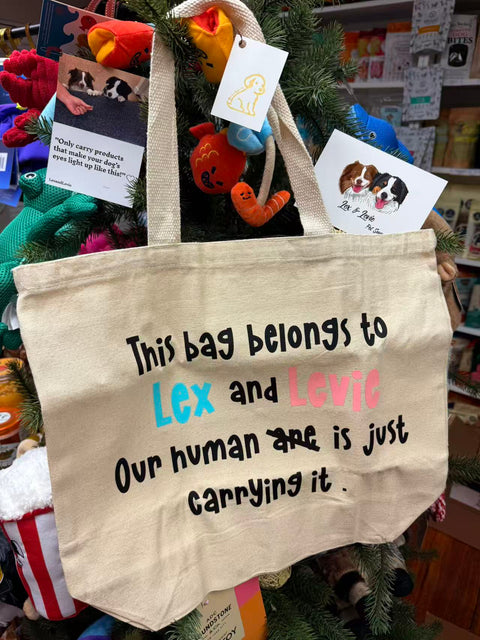 "Only carry products
that make your dog's
eyes light up like this!"
Lex & Levie
This bag belongs to
Lex and Levie
Our human are is just
carrying it .